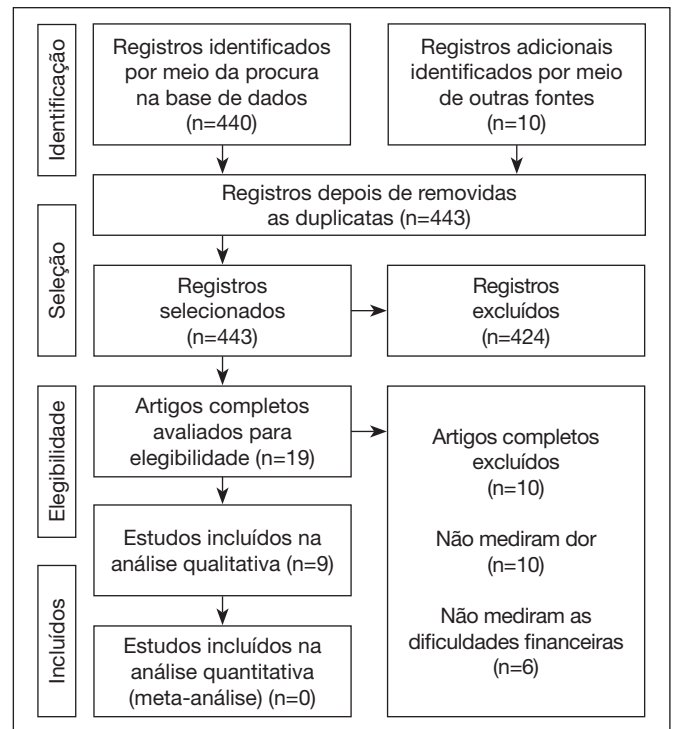 Identificação
Registros identificados
por meio da procura
na base de dados
(n=440)
Registros adicionais
identificados por meio
de outras fontes
(n=10)
Registros depois de removidas
as duplicatas (n=443)
Seleção
Registros
selecionados
(n=443)
Registros
excluídos
(n=424)
Elegibilidade
Artigos completos
avaliados para
elegibilidade (n=19)
Artigos completos
excluídos
(n=10)
Não mediram dor
(n=10)
Não mediram as
dificuldades financeiras
(n=6)
Estudos incluídos na
análise qualitativa (n=9)
Incluídos
Estudos incluídos na
análise quantitativa
(meta-análise) (n=0)